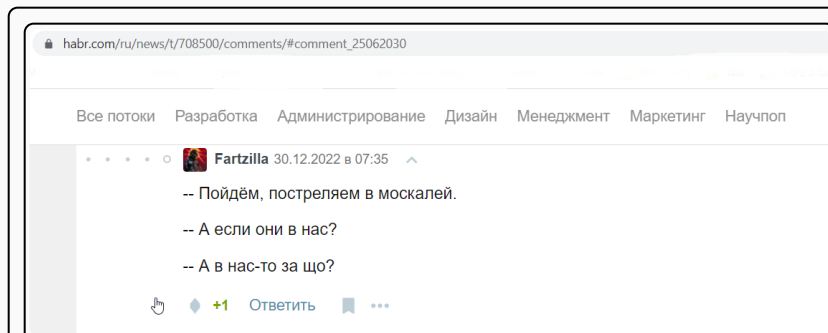 habr.com/ru/news/t/708500/comments/#comment_25062030
Все потоки Разработка Администрирование Дизайн Менеджмент Маркетинг Научпоп
Fartzilla 30.12.2022 в 07:35
-- Пойдём, постреляем в москалей.
-- А если они в нас?
-- А в нас-то за що?
+1 Ответить